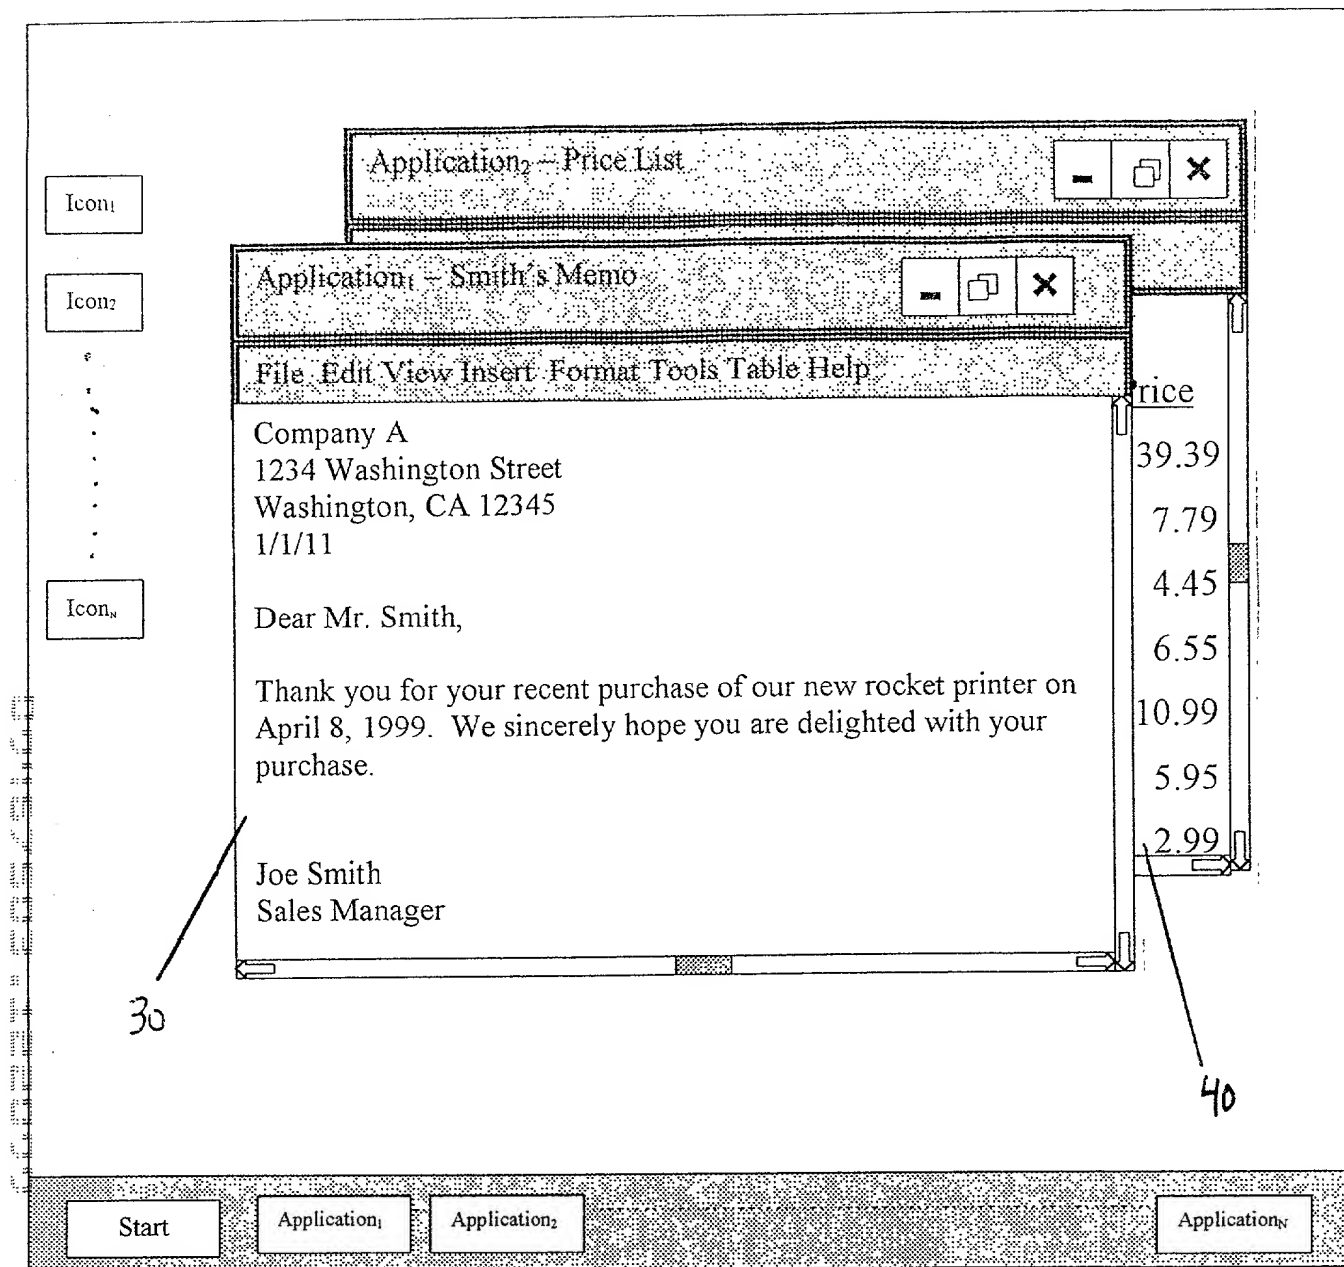 Application₂ – Price List
Icon₁
Application₁ – Smith's Memo
Icon₂
File Edit View Insert Format Tools Table Help
rice
Company A
1234 Washington Street
Washington, CA 12345
1/1/11
39.39
7.79
4.45
Icon_N
Dear Mr. Smith,
6.55
Thank you for your recent purchase of our new rocket printer on
April 8, 1999. We sincerely hope you are delighted with your
purchase.
10.99
5.95
2.99
Joe Smith
Sales Manager
30
40
Start
Application₁
Application₂
Application_N